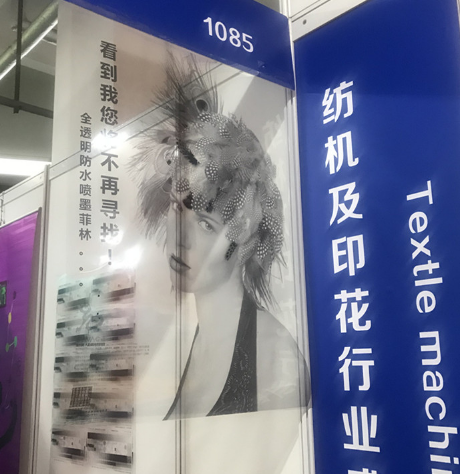 1085
看到我您将不再寻找！
全透明防水喷墨菲林。。。
纺机及印花行业
Textle machi